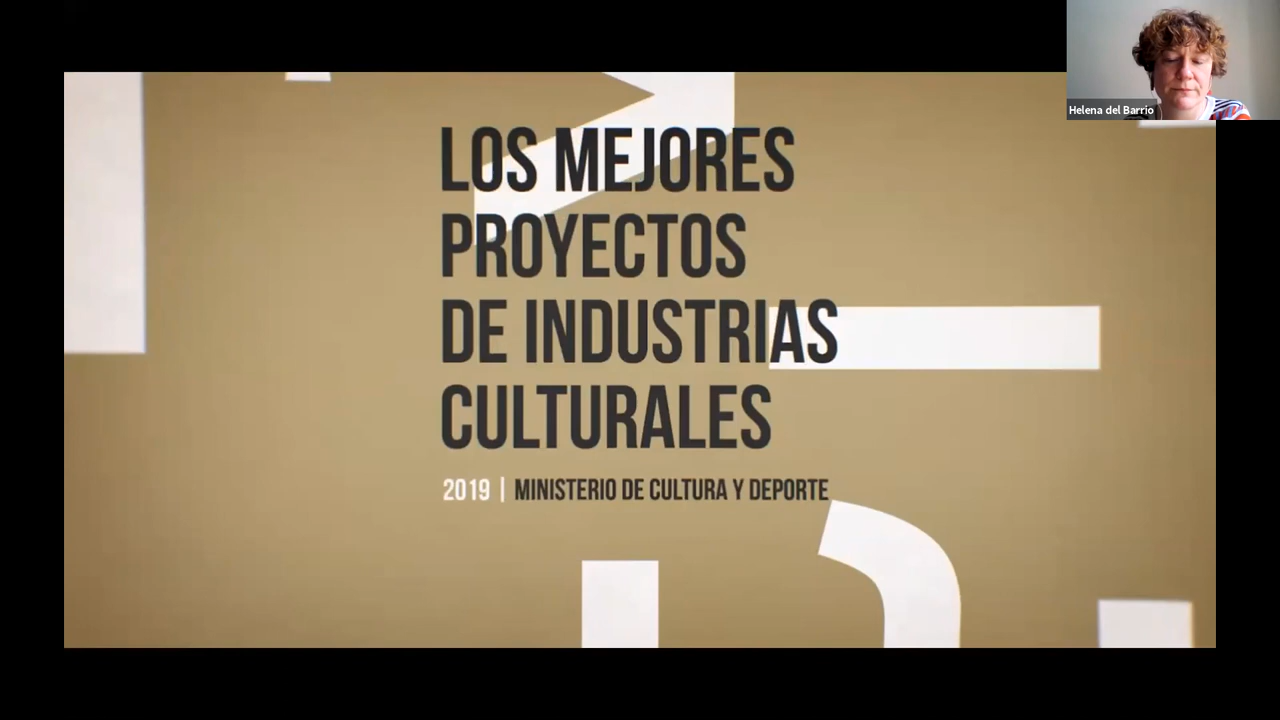 LOS MEJORES
PROYECTOS
DE INDUSTRIAS
CULTURALES
2019 | MINISTERIO DE CULTURA Y DEPORTE
Helena del Barrio